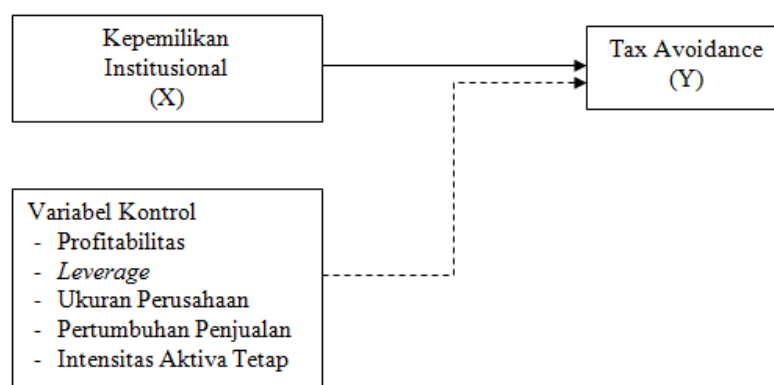 Kepemilikan
Institusional
(X)
Tax Avoidance
(Y)
Variabel Kontrol
- Profitabilitas
- Leverage
- Ukuran Perusahaan
- Pertumbuhan Penjualan
- Intensitas Aktiva Tetap